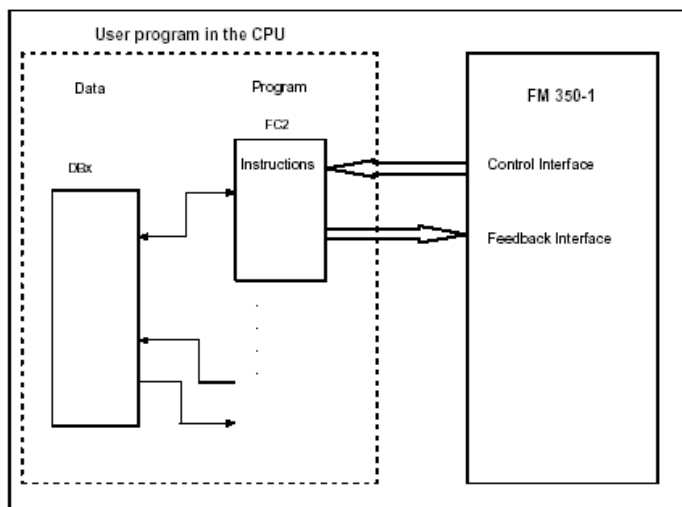 User program in the CPU
Data
Program
FM 350-1
FC2
DBx
Instructions
Control Interface
Feedback Interface